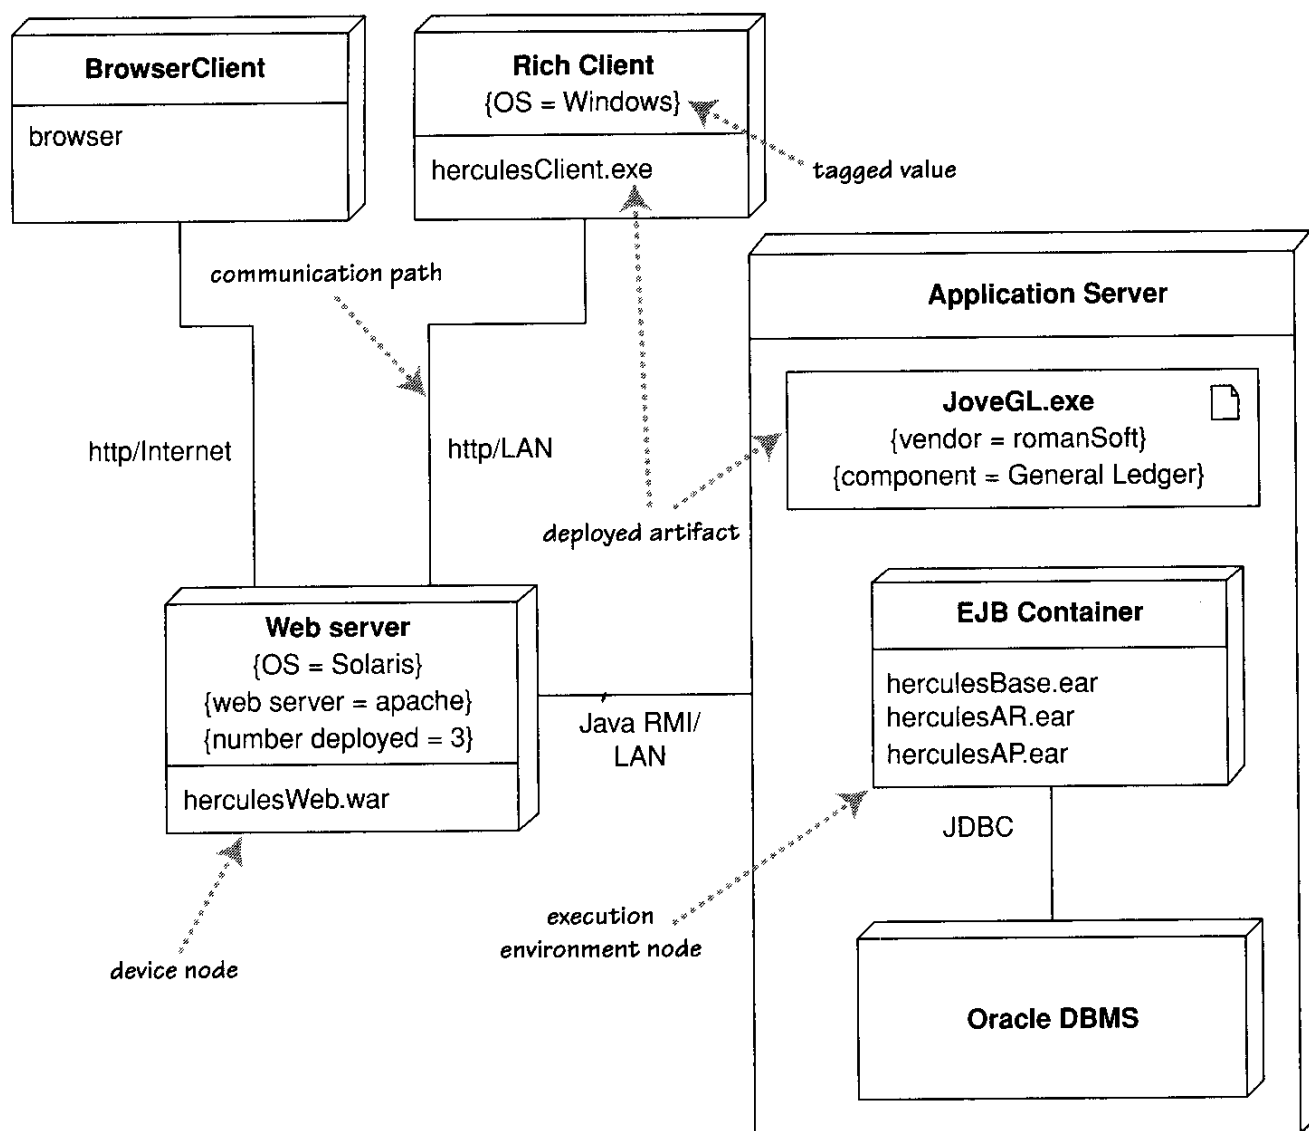 BrowserClient
browser
Rich Client
{OS = Windows}
herculesClient.exe
tagged value
communication path
http/Internet
http/LAN
deployed artifact
Application Server
JoveGL.exe
{vendor = romanSoft}
{component = General Ledger}
EJB Container
herculesBase.ear
herculesAR.ear
herculesAP.ear
JDBC
Oracle DBMS
Web server
{OS = Solaris}
{web server = apache}
{number deployed = 3}
herculesWeb.war
Java RMI/
LAN
device node
execution
environment node